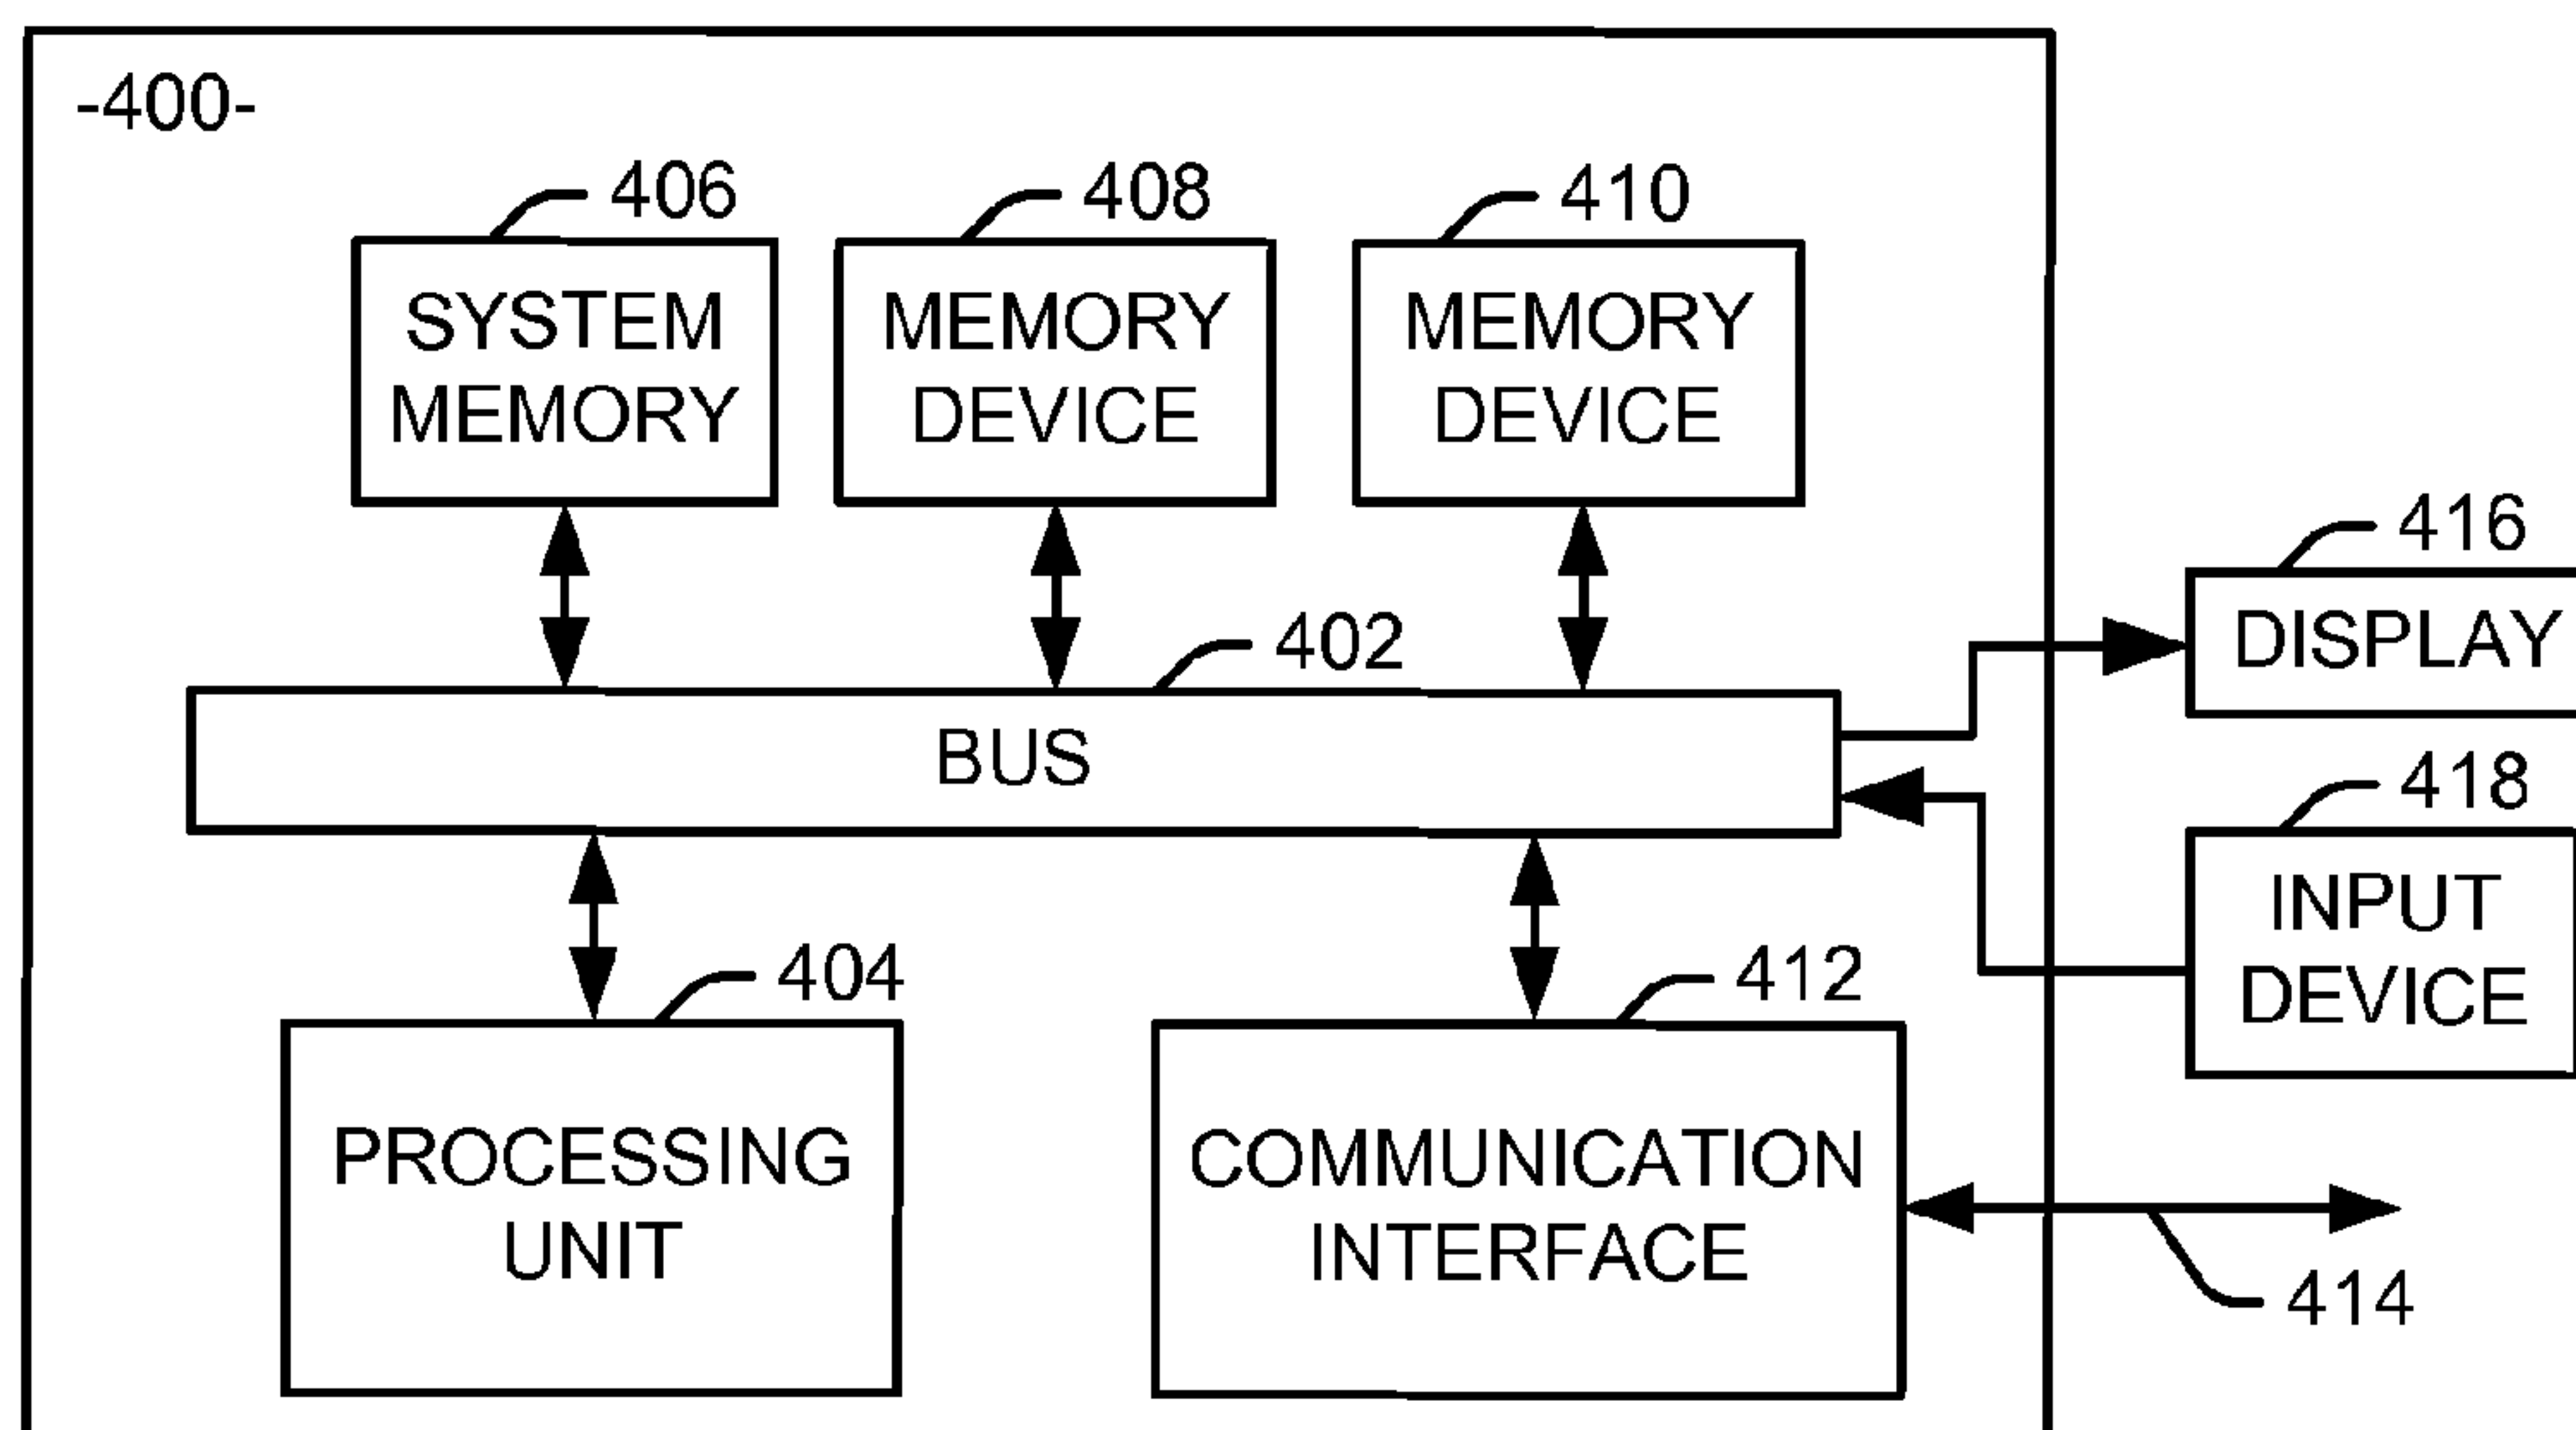 -400-
406
408
410
SYSTEM
MEMORY
MEMORY
DEVICE
MEMORY
DEVICE
416
DISPLAY
402
BUS
418
INPUT
DEVICE
404
412
PROCESSING
UNIT
COMMUNICATION
INTERFACE
414